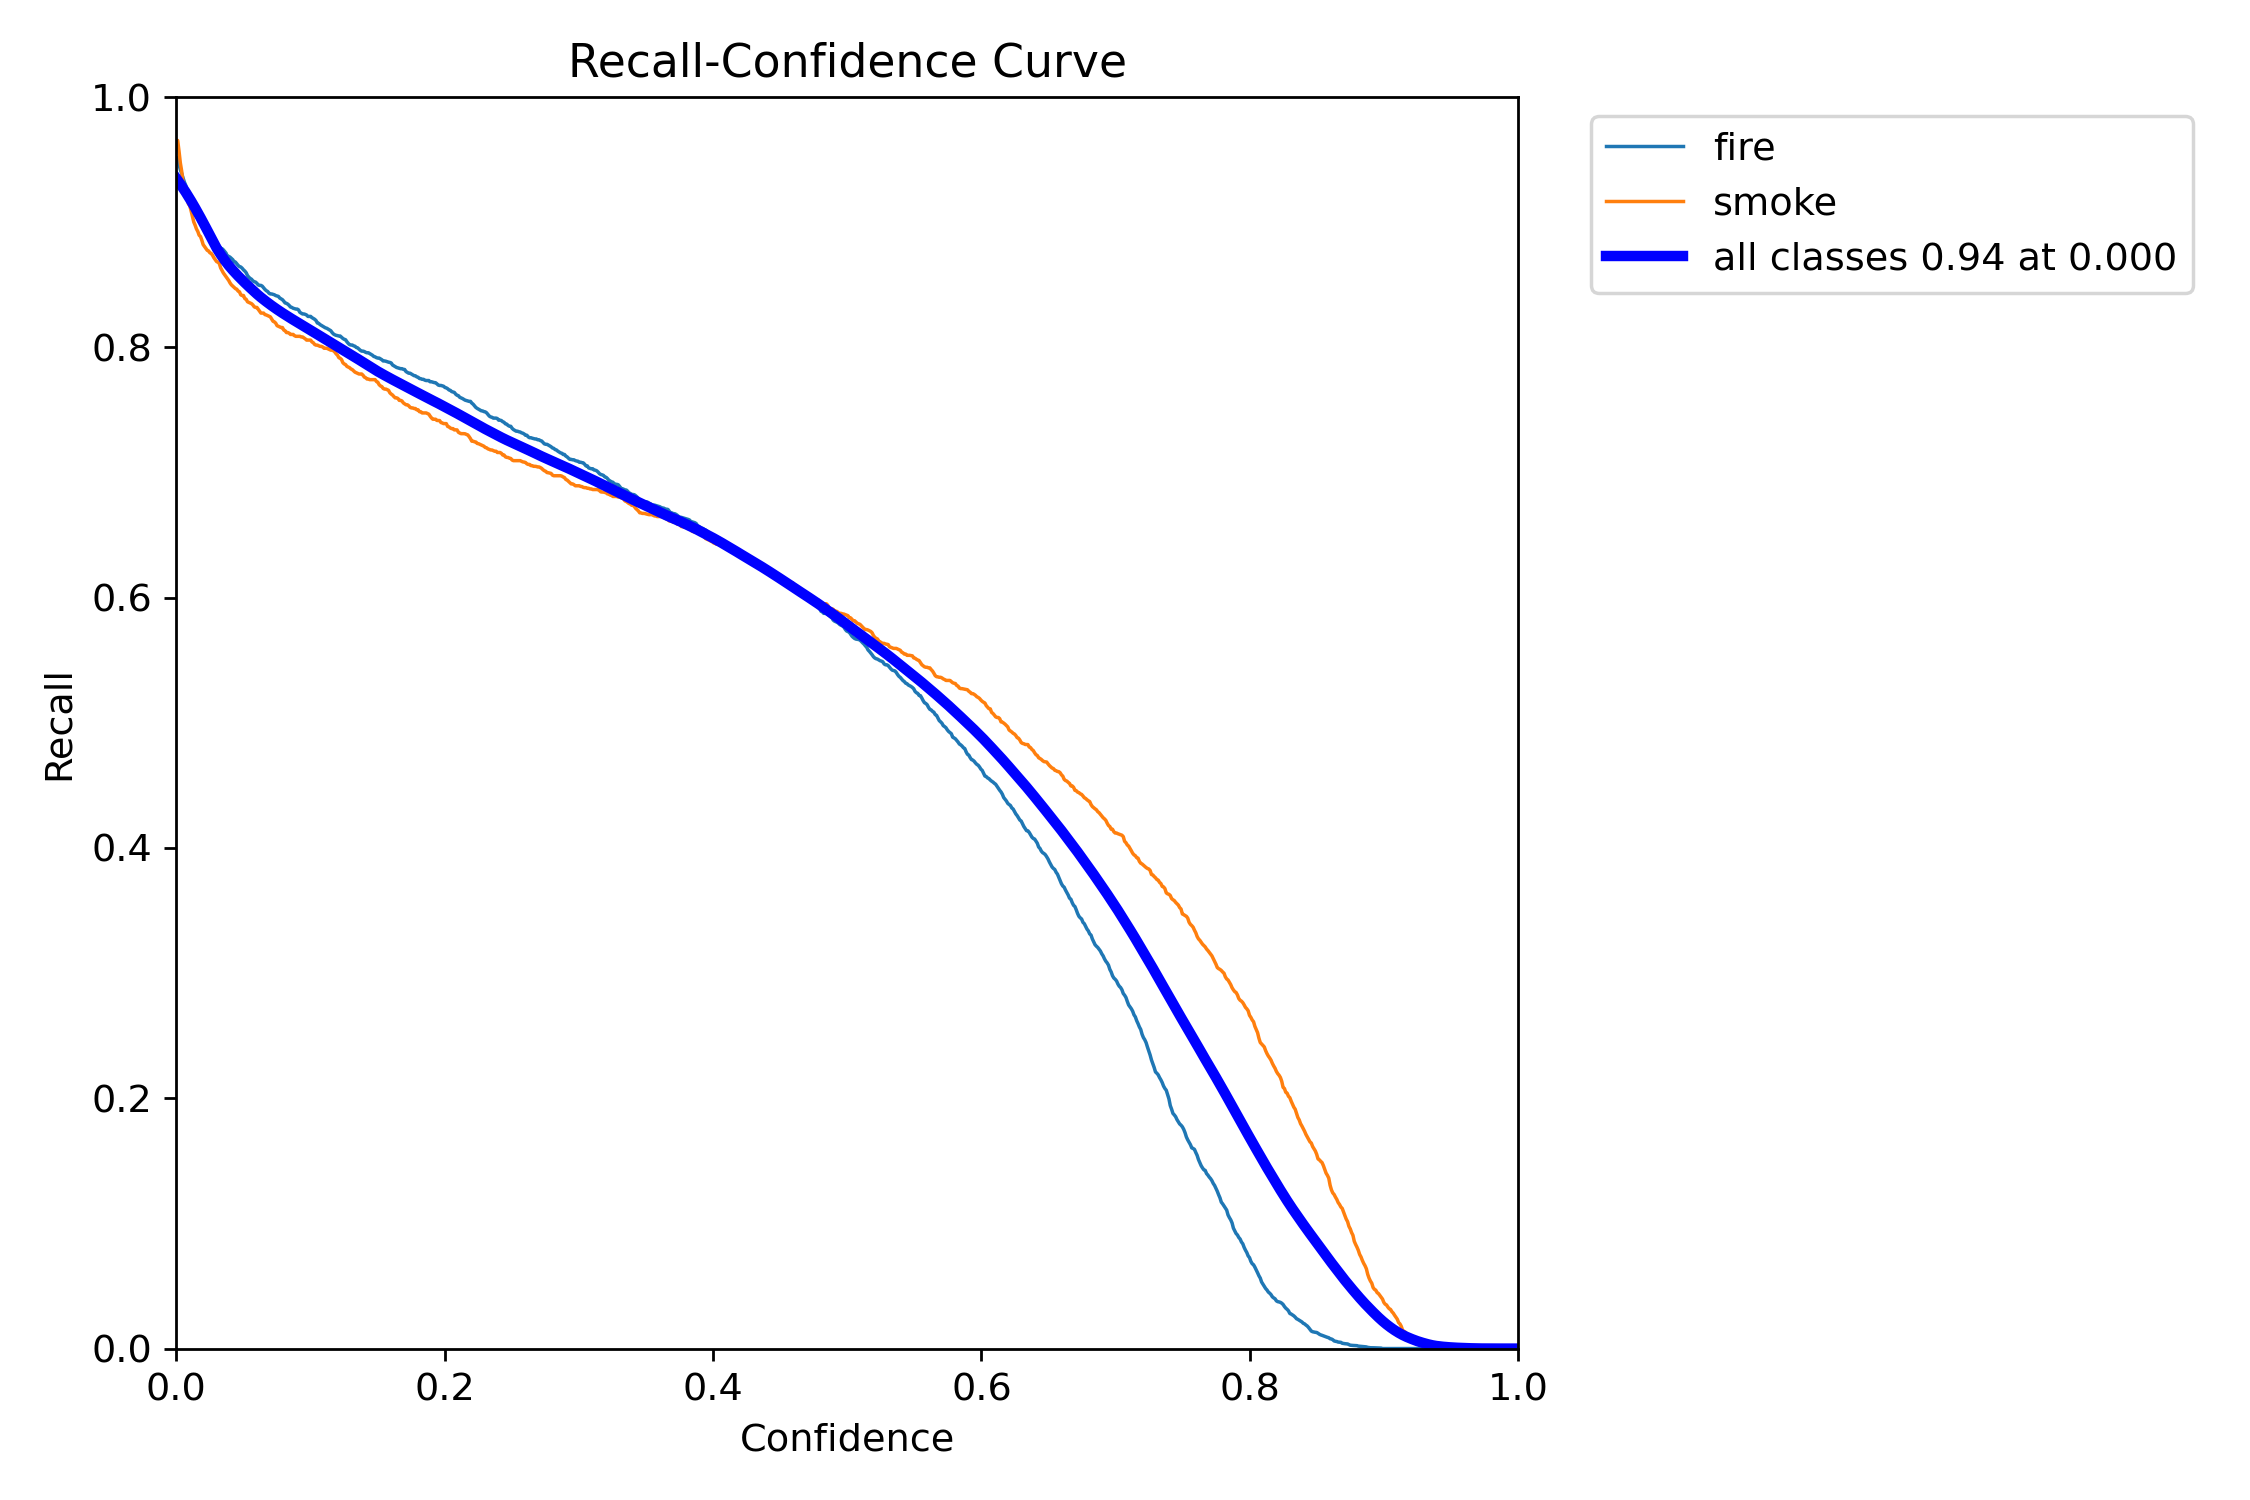 Recall-Confidence Curve
1.0
0.8
0.6
0.4
0.2
0.0
Recall
0.0 0.2 0.4 0.6 0.8 1.0
Confidence
fire
smoke
all classes 0.94 at 0.000